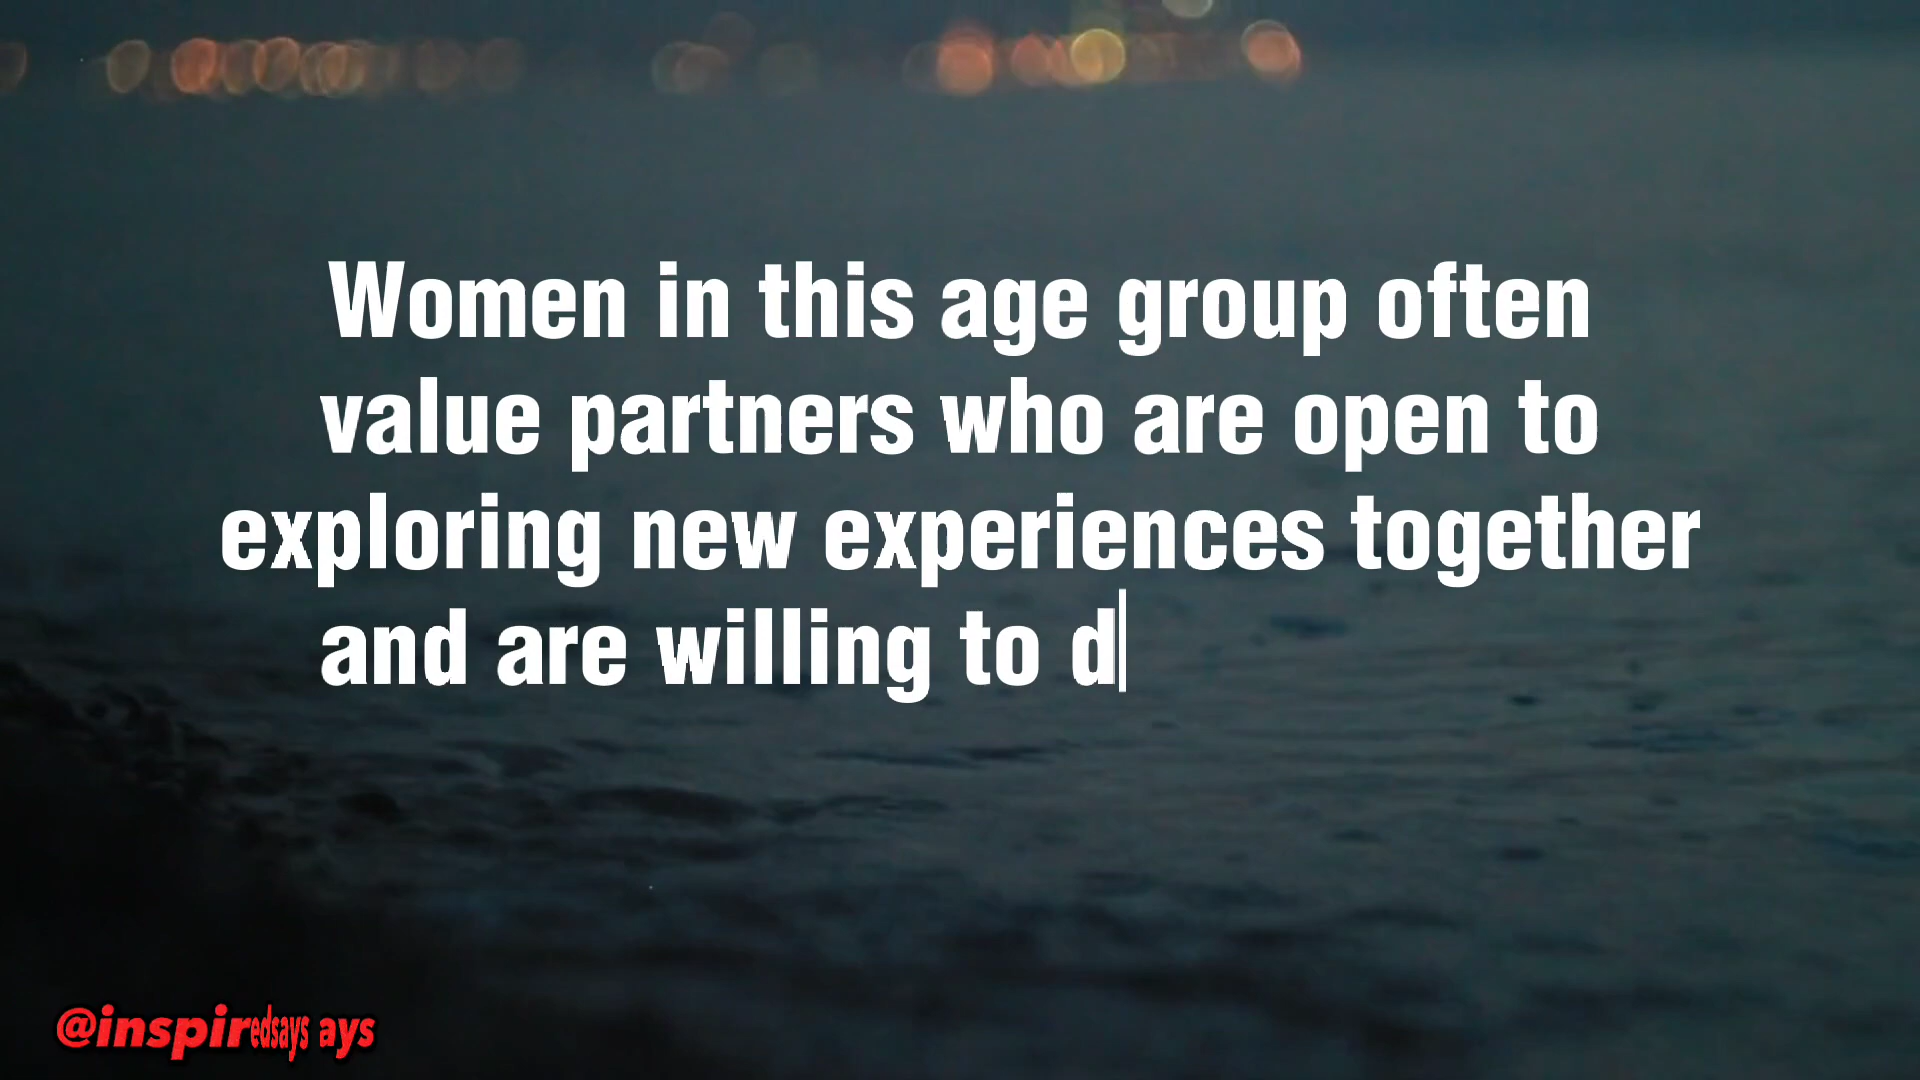 Women in this age group often
value partners who are open to
exploring new experiences together
and are willing to d
@inspiredsays ays